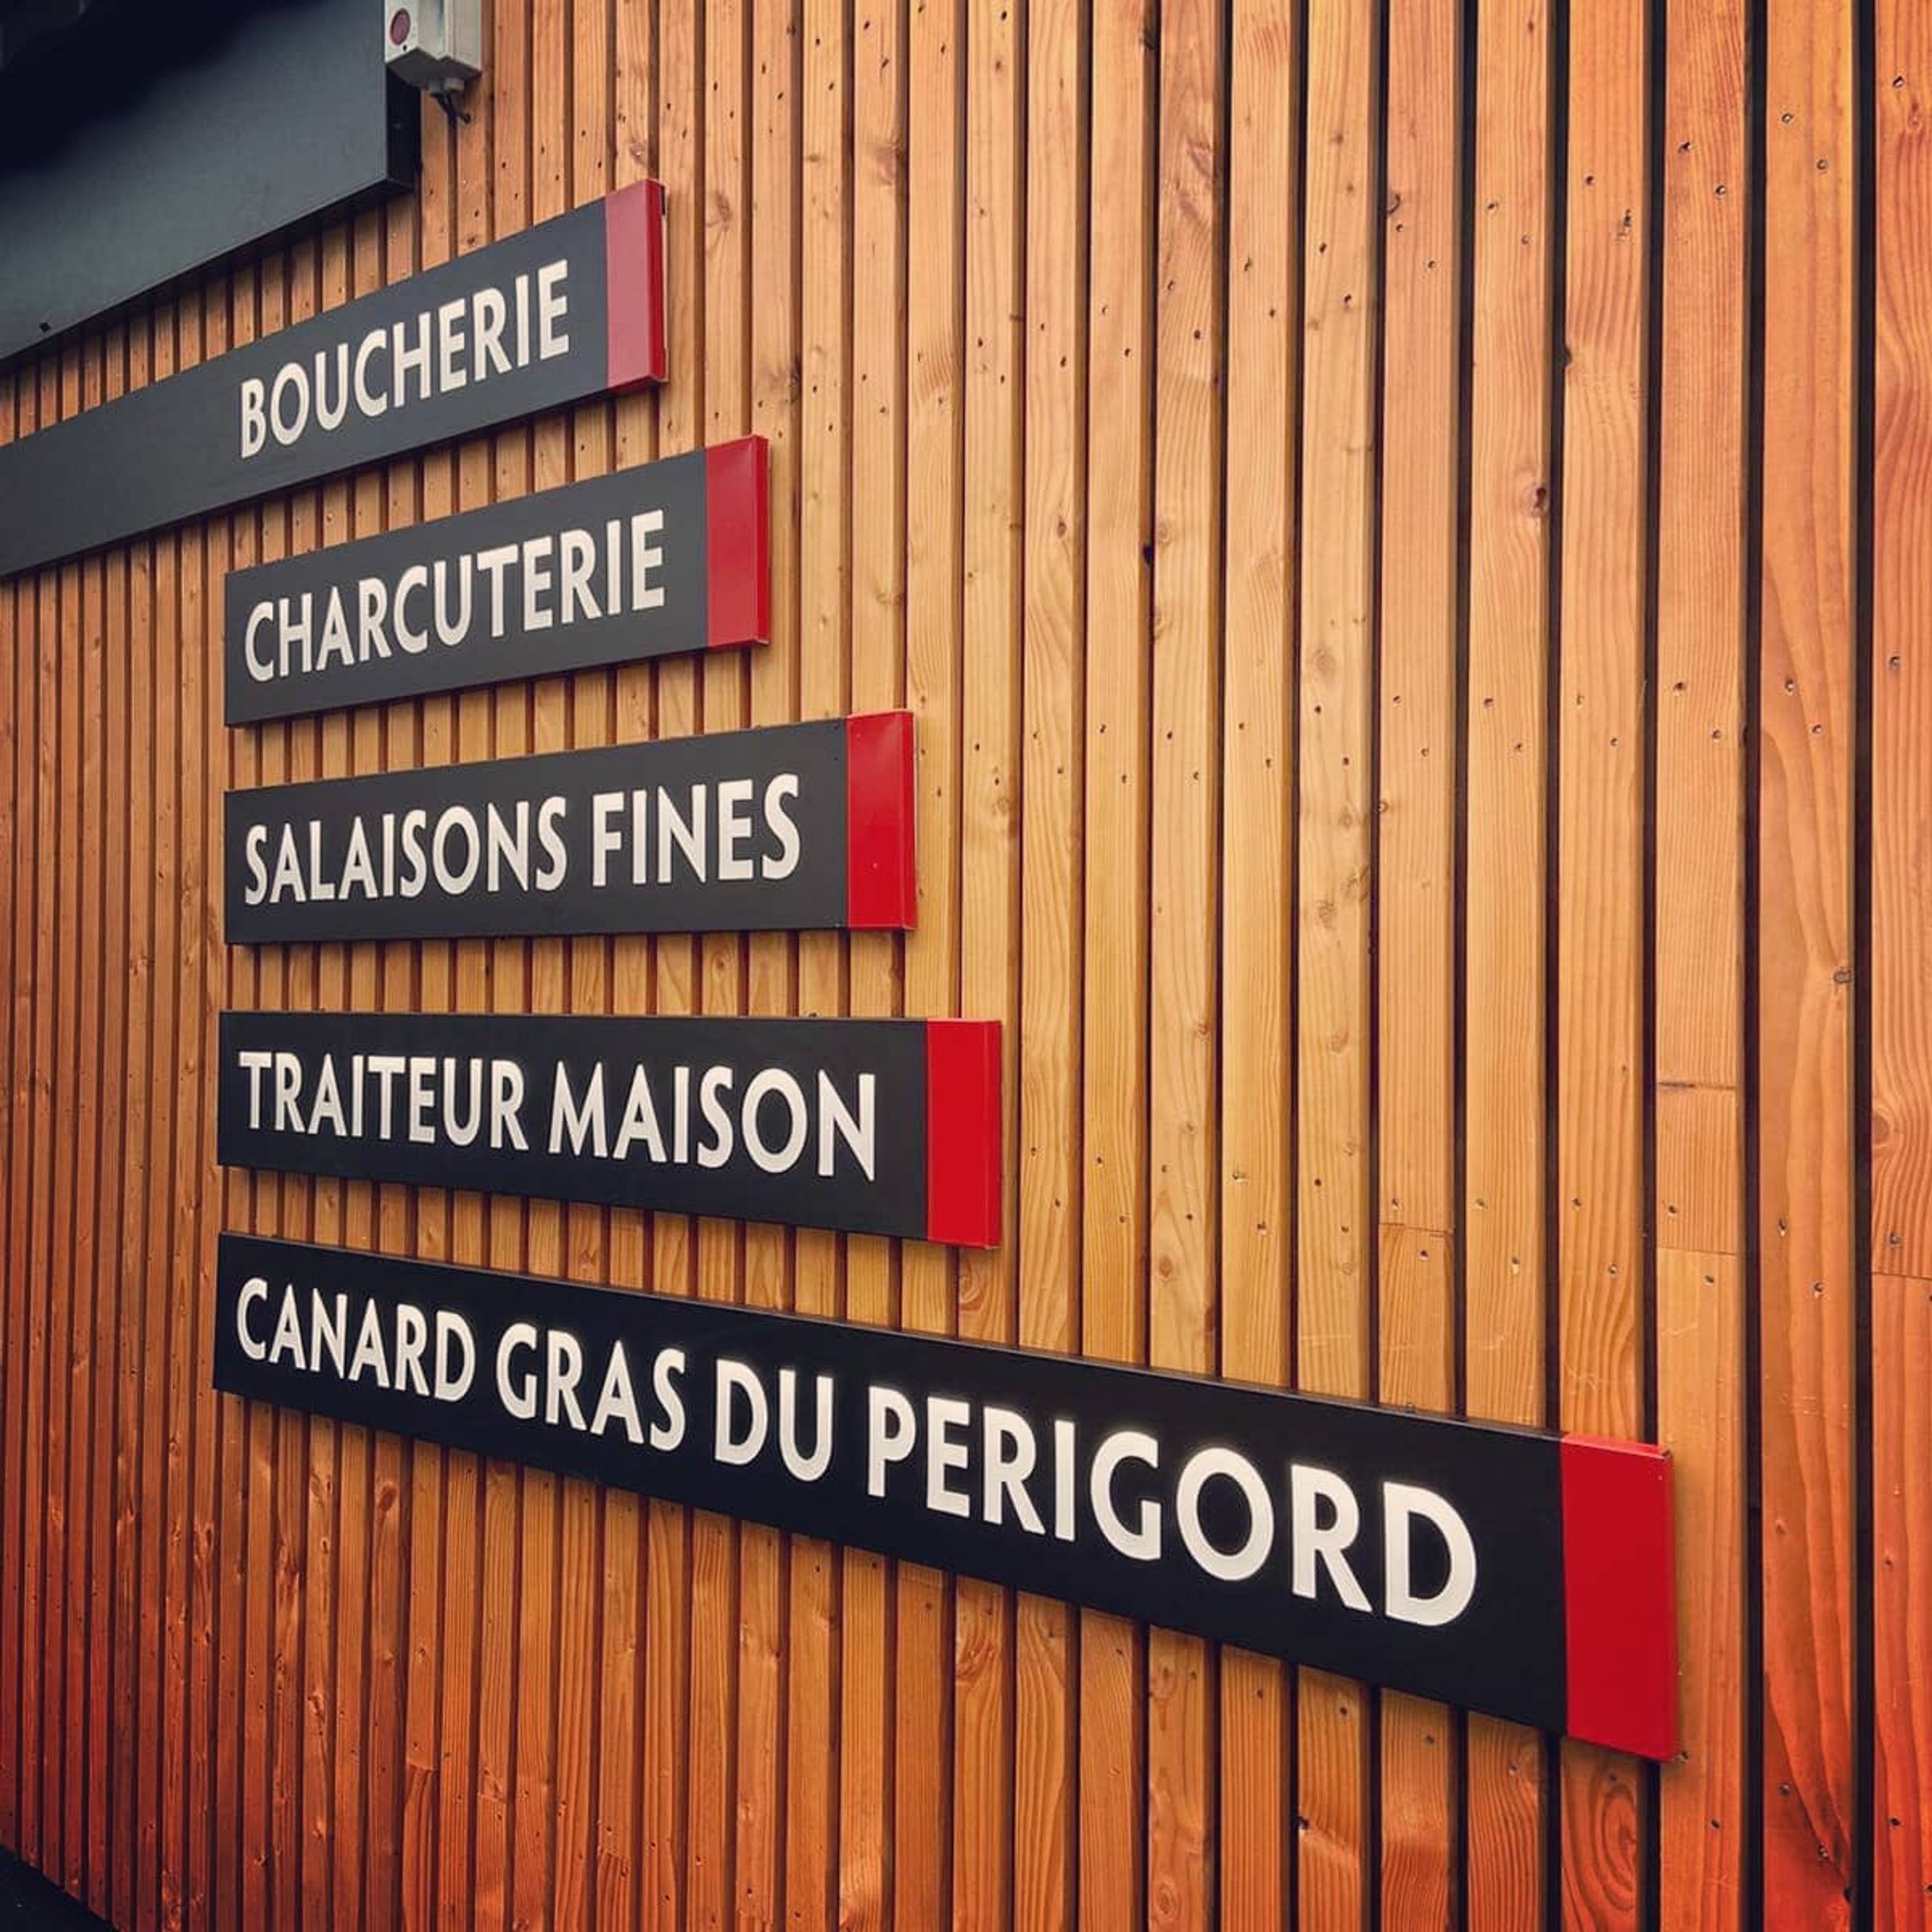 BOUCHERIE
CHARCUTERIE
SALAISONS FINES
TRAITEUR MAISON
CANARD GRAS DU PERIGORD